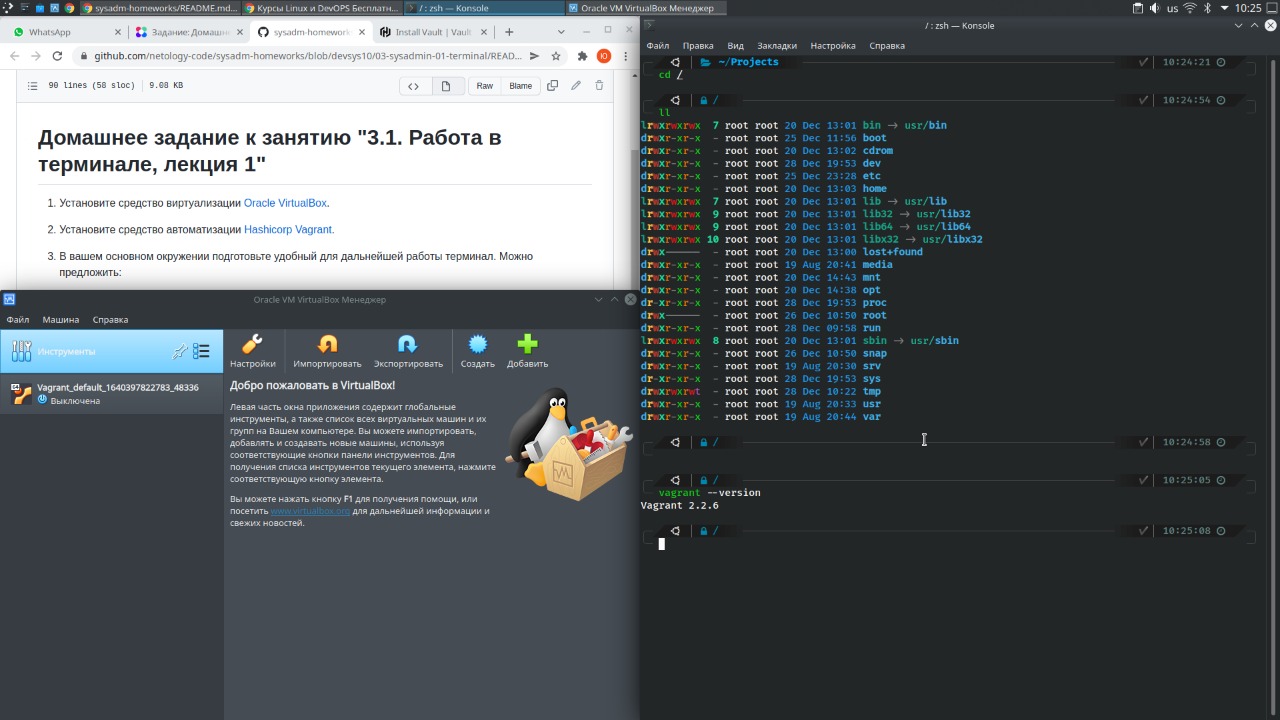 sysadm-homeworks/README.md...
Курсы Linux и DevOPS Бесплатн...
/ : zsh — Konsole
Oracle VM VirtualBox Менеджер
us
10:25
WhatsApp
Задание: Домашн
sysadm-homework
Install Vault | Vault
github.com/netology-code/sysadm-homeworks/blob/devsys10/03-sysadmin-01-terminal/READ...
Ю
90 lines (58 sloc)
9.08 KB
Raw
Blame
Домашнее задание к занятию "3.1. Работа в
терминале, лекция 1"
1. Установите средство виртуализации Oracle VirtualBox.
2. Установите средство автоматизации Hashicorp Vagrant.
3. В вашем основном окружении подготовьте удобный для дальнейшей работы терминал. Можно
предложить:
Oracle VM VirtualBox Менеджер
Файл Машина Справка
Инструменты
Vagrant_default_1640397822783_48336
Выключена
Настройки
Импортировать
Экспортировать
Создать
Добавить
Добро пожаловать в VirtualBox!
Левая часть окна приложения содержит глобальные
инструменты, а также список всех виртуальных машин и их
групп на Вашем компьютере. Вы можете импортировать,
добавлять и создавать новые машины, используя
соответствующие кнопки панели инструментов. Для
получения списка инструментов текущего элемента, нажмите
соответствующую кнопку элемента.
Вы можете нажать кнопку F1 для получения помощи, или
посетить www.virtualbox.org для дальнейшей информации и
свежих новостей.
/ : zsh — Konsole
Файл Правка Вид Закладки Настройка Справка
~/Projects 10:24:21
cd /
/ 10:24:54
ll
lrwxrwxrwx 7 root root 20 Dec 13:01 bin → usr/bin
drwxr-xr-x - root root 25 Dec 11:56 boot
drwxr-xr-x - root root 20 Dec 13:02 cdrom
drwxr-xr-x - root root 28 Dec 19:53 dev
drwxr-xr-x - root root 25 Dec 23:28 etc
drwxr-xr-x - root root 20 Dec 13:03 home
lrwxrwxrwx 7 root root 20 Dec 13:01 lib → usr/lib
lrwxrwxrwx 9 root root 20 Dec 13:01 lib32 → usr/lib32
lrwxrwxrwx 9 root root 20 Dec 13:01 lib64 → usr/lib64
lrwxrwxrwx 10 root root 20 Dec 13:01 libx32 → usr/libx32
drwx------ - root root 20 Dec 13:00 lost+found
drwxr-xr-x - root root 19 Aug 20:41 media
drwxr-xr-x - root root 20 Dec 14:43 mnt
drwxr-xr-x - root root 20 Dec 14:38 opt
dr-xr-xr-x - root root 28 Dec 19:53 proc
drwx------ - root root 26 Dec 10:50 root
drwxr-xr-x - root root 28 Dec 09:58 run
lrwxrwxrwx 8 root root 20 Dec 13:01 sbin → usr/sbin
drwxr-xr-x - root root 26 Dec 10:50 snap
drwxr-xr-x - root root 19 Aug 20:30 srv
dr-xr-xr-x - root root 28 Dec 19:53 sys
drwxrwxrwt - root root 28 Dec 10:22 tmp
drwxr-xr-x - root root 19 Aug 20:33 usr
drwxr-xr-x - root root 19 Aug 20:44 var
/ 10:24:58
/ 10:25:05
vagrant --version
Vagrant 2.2.6
/ 10:25:08